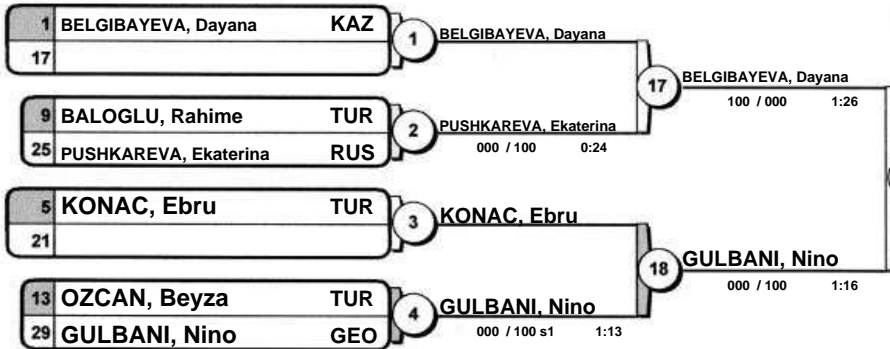 1 BELGIBAYEVA, Dayana KAZ
17
1
BELGIBAYEVA, Dayana
9 BALOGLU, Rahime TUR
25 PUSHKAREVA, Ekaterina RUS
2
PUSHKAREVA, Ekaterina
000 / 100 0:24
17
BELGIBAYEVA, Dayana
100 / 000 1:26
5 KONAC, Ebru TUR
21
3
KONAC, Ebru
13 OZCAN, Beyza TUR
29 GULBANI, Nino GEO
4
GULBANI, Nino
000 / 100 s1 1:13
18
GULBANI, Nino
000 / 100 1:16